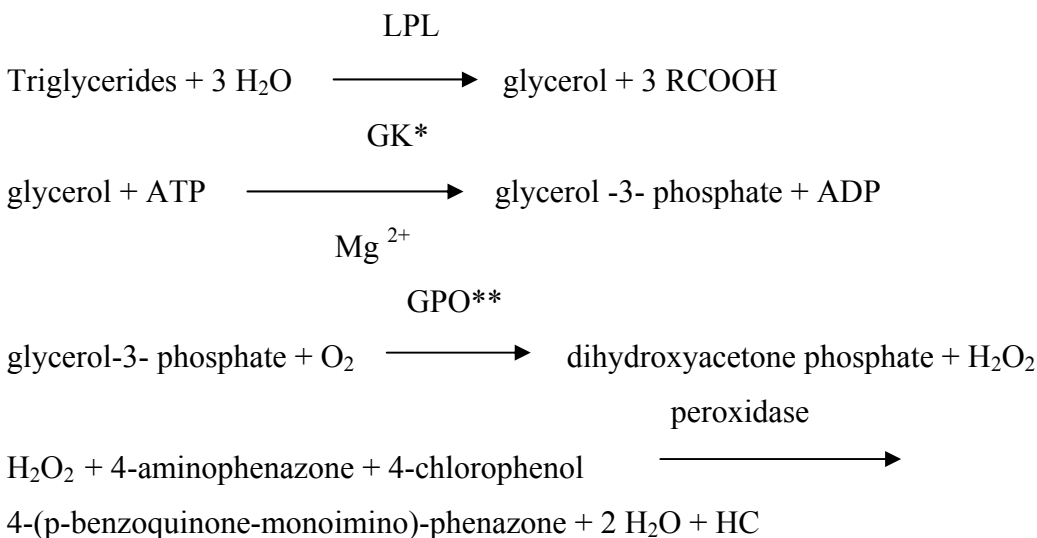 LPL
Triglycerides + 3 H₂O ⟶ glycerol + 3 RCOOH
GK*
glycerol + ATP ⟶ glycerol -3- phosphate + ADP
Mg ²⁺
GPO**
glycerol-3- phosphate + O₂ ⟶ dihydroxyacetone phosphate + H₂O₂
peroxidase
H₂O₂ + 4-aminophenazone + 4-chlorophenol ⟶
4-(p-benzoquinone-monoimino)-phenazone + 2 H₂O + HC